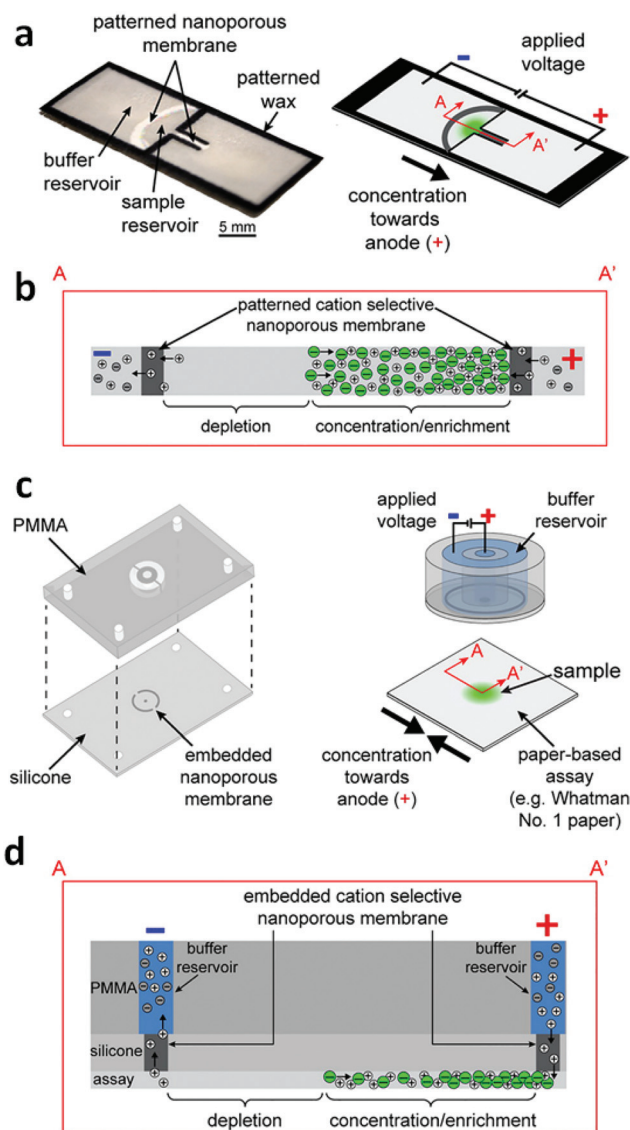 a
patterned nanoporous
membrane
patterned
wax
buffer
reservoir
sample
reservoir
5 mm
applied
voltage
-
+
A
A'
concentration
towards
anode (+)
A
A'
b
patterned cation selective
nanoporous membrane
-
+
depletion
concentration/enrichment
c
PMMA
silicone
embedded
nanoporous
membrane
applied
voltage
-
+
buffer
reservoir
A
A'
sample
concentration
towards
anode (+)
paper-based
assay
(e.g. Whatman
No. 1 paper)
d
A
A'
embedded cation selective
nanoporous membrane
-
+
buffer
reservoir
buffer
reservoir
PMMA
silicone
assay
depletion
concentration/enrichment